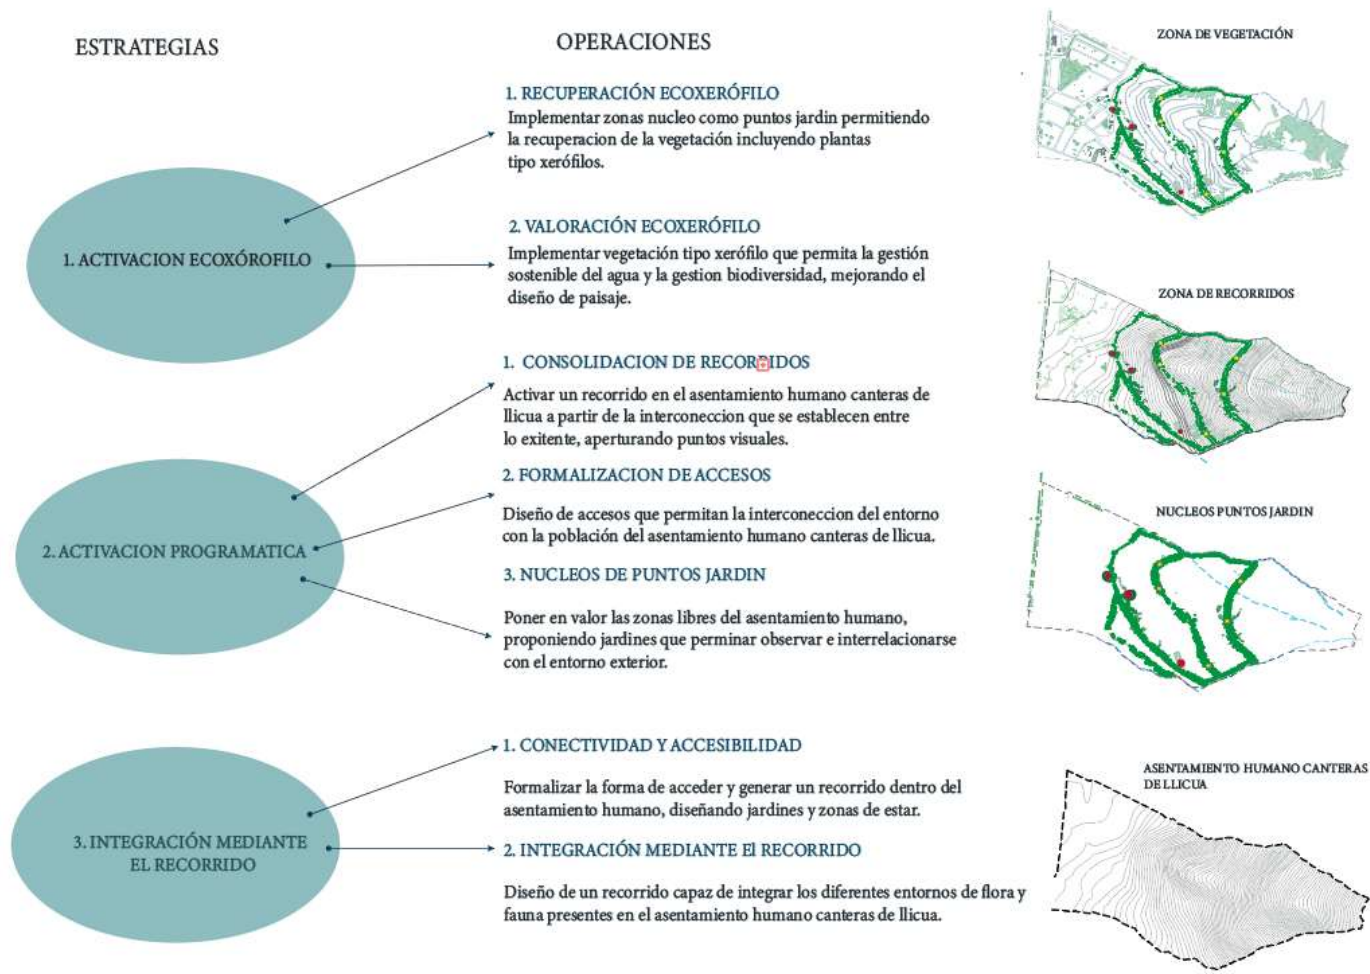 ESTRATEGIAS
OPERACIONES
1. ACTIVACION ECOXÓROFILO
1. RECUPERACIÓN ECOXERÓFILO
Implementar zonas nucleo como puntos jardin permitiendo
la recuperacion de la vegetación incluyendo plantas
tipo xerófilos.
2. VALORACIÓN ECOXERÓFILO
Implementar vegetación tipo xerófilo que permita la gestión
sostenible del agua y la gestion biodiversidad, mejorando el
diseño de paisaje.
2. ACTIVACION PROGRAMATICA
1. CONSOLIDACION DE RECORRIDOS
Activar un recorrido en el asentamiento humano canteras de
llicua a partir de la interconeccion que se establecen entre
lo exitente, aperturando puntos visuales.
2. FORMALIZACION DE ACCESOS
Diseño de accesos que permitan la interconeccion del entorno
con la población del asentamiento humano canteras de llicua.
3. NUCLEOS DE PUNTOS JARDIN
Poner en valor las zonas libres del asentamiento humano,
proponiendo jardines que perminar observar e interrelacionarse
con el entorno exterior.
3. INTEGRACIÓN MEDIANTE
EL RECORRIDO
1. CONECTIVIDAD Y ACCESIBILIDAD
Formalizar la forma de acceder y generar un recorrido dentro del
asentamiento humano, diseñando jardines y zonas de estar.
2. INTEGRACIÓN MEDIANTE El RECORRIDO
Diseño de un recorrido capaz de integrar los diferentes entornos de flora y
fauna presentes en el asentamiento humano canteras de llicua.
ZONA DE VEGETACIÓN
ZONA DE RECORRIDOS
NUCLEOS PUNTOS JARDIN
ASENTAMIENTO HUMANO CANTERAS
DE LLICUA